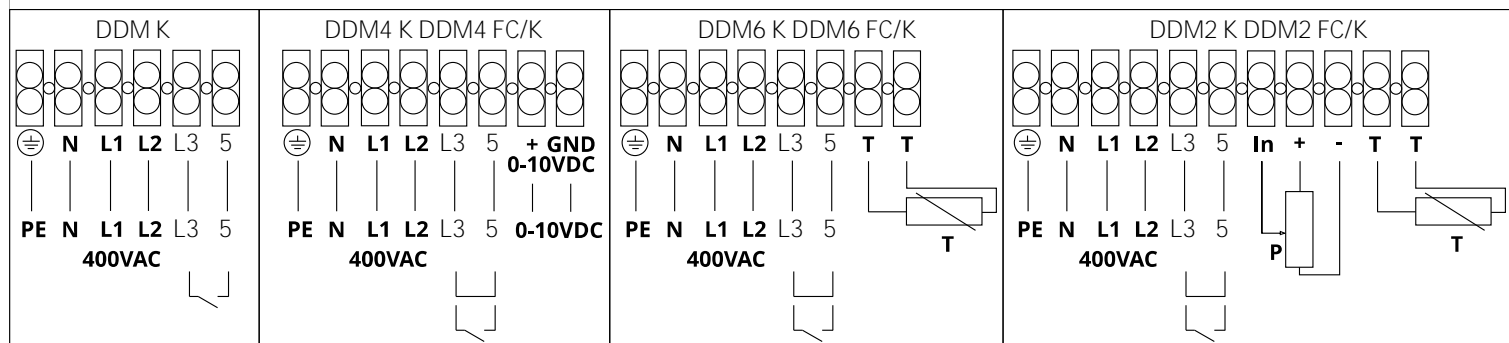 DDM K
N L1 L2 L3 5
PE N L1 L2 L3 5
400VAC
DDM4 K DDM4 FC/K
N L1 L2 L3 5 + GND
0-10VDC
PE N L1 L2 L3 5 0-10VDC
400VAC
DDM6 K DDM6 FC/K
N L1 L2 L3 5 T T
PE N L1 L2 L3 5
T
400VAC
DDM2 K DDM2 FC/K
N L1 L2 L3 5 In + - T T
PE N L1 L2 L3 5
P
T
400VAC